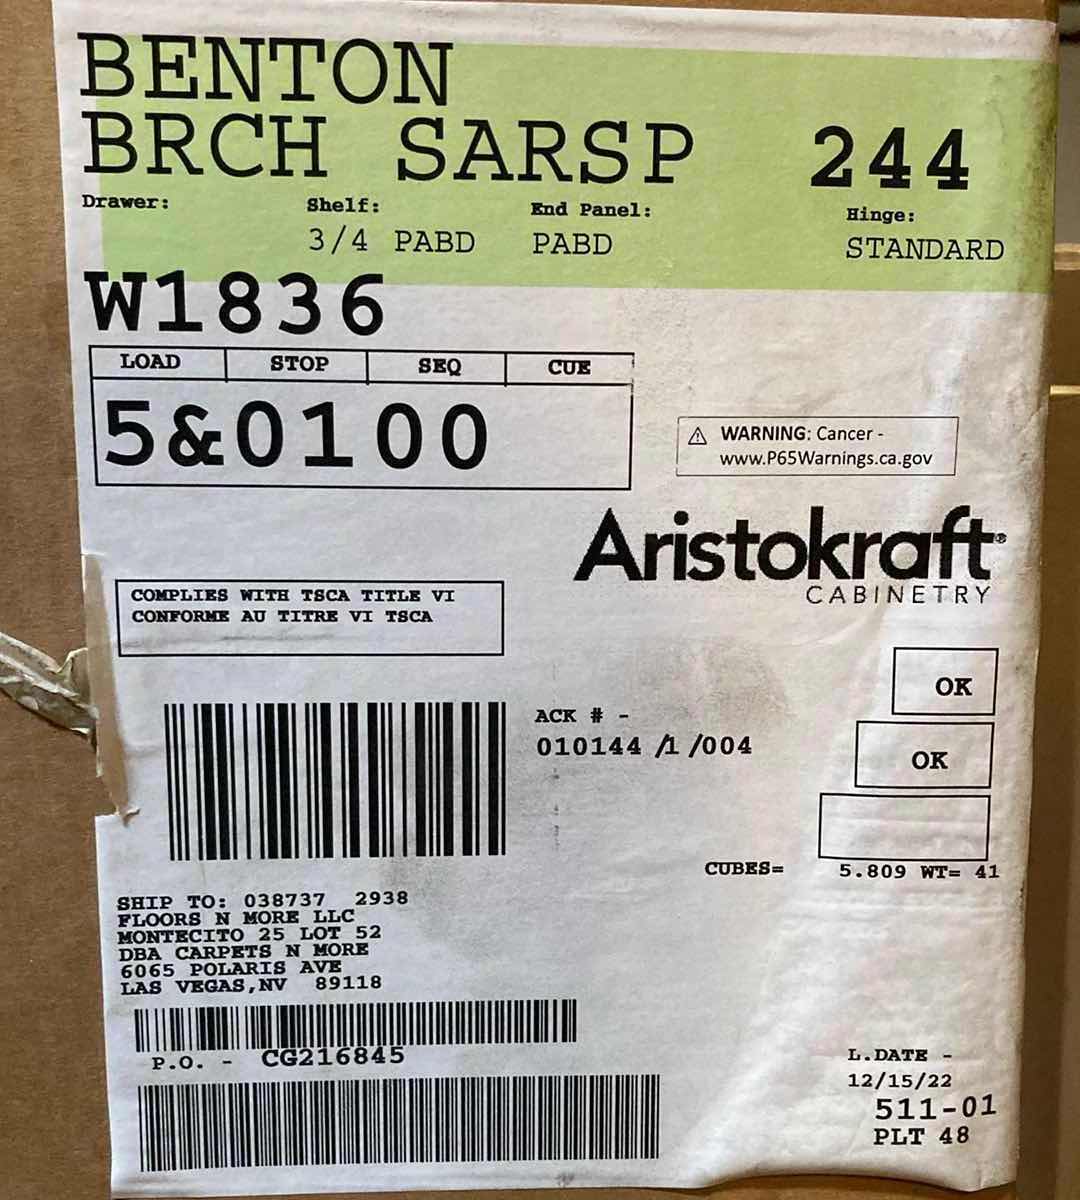 BENTON
BRCH SARSP 244
Drawer: Shelf: End Panel: Hinge:
3/4 PABD PABD STANDARD
W1836
LOAD STOP SEQ CUE
5&0100
WARNING: Cancer -
www.P65Warnings.ca.gov
Aristokraft®
CABINETRY
COMPLIES WITH TSCA TITLE VI
CONFORME AU TITRE VI TSCA
OK
ACK # -
010144 /1 /004
OK
CUBES= 5.809 WT= 41
SHIP TO: 038737 2938
FLOORS N MORE LLC
MONTECITO 25 LOT 52
DBA CARPETS N MORE
6065 POLARIS AVE
LAS VEGAS,NV 89118
P.O. - CG216845
L.DATE -
12/15/22
511-01
PLT 48